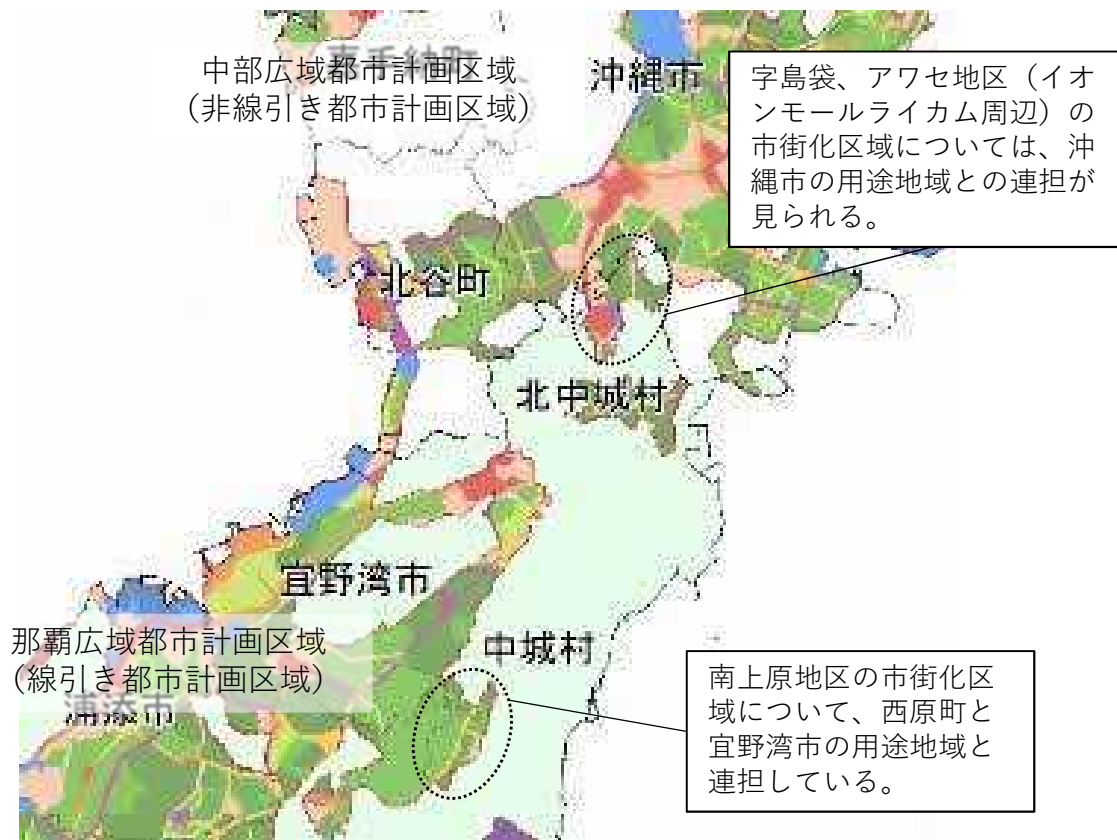 嘉手納町
中部広域都市計画区域
（非線引き都市計画区域）
沖縄市
字島袋、アワセ地区（イオ
ンモールライカム周辺）の
市街化区域については、沖
縄市の用途地域との連担が
見られる。
北谷町
北中城村
宜野湾市
那覇広域都市計画区域
（線引き都市計画区域）
浦添市
中城村
南上原地区の市街化区
域について、西原町と
宜野湾市の用途地域と
連担している。